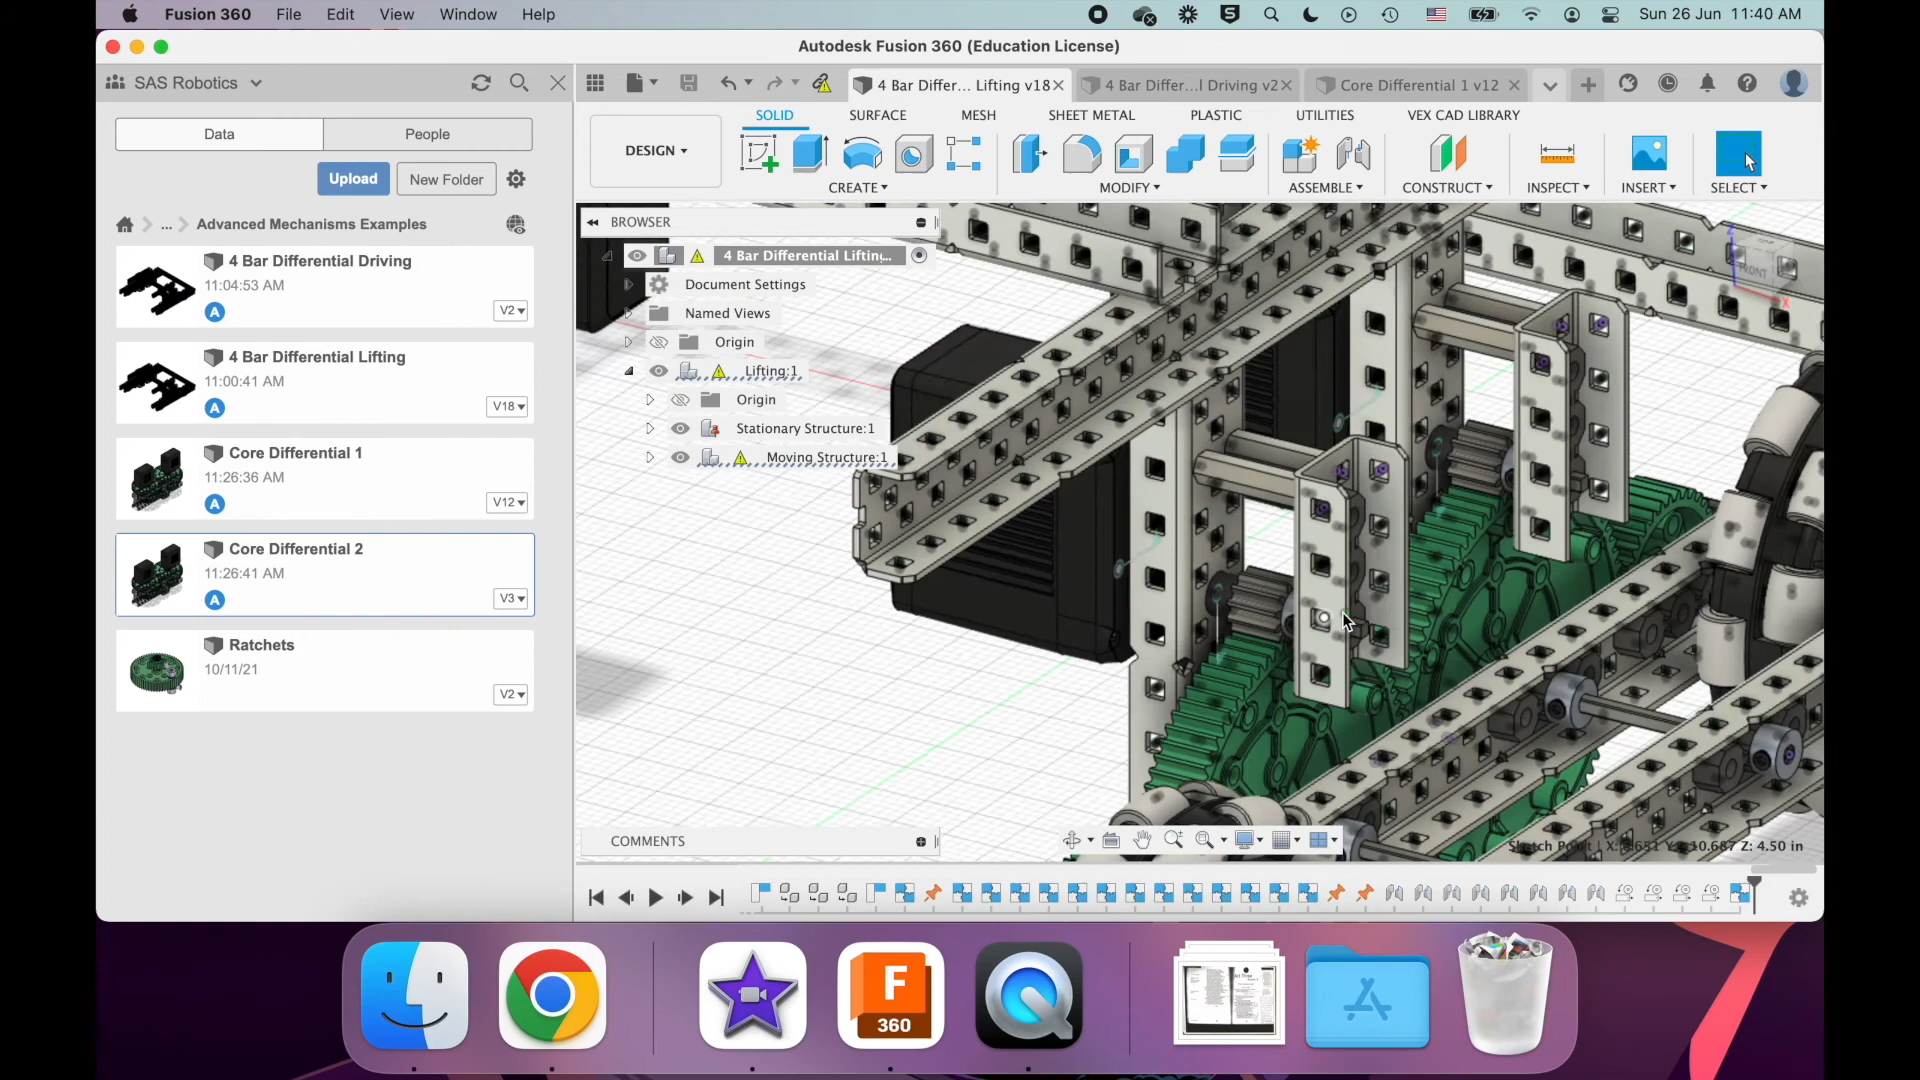 Fusion 360 File Edit View Window Help
Sun 26 Jun 11:40 AM
Autodesk Fusion 360 (Education License)
SAS Robotics
4 Bar Differ... Lifting v18
4 Bar Differ...l Driving v2
Core Differential 1 v12
Data People
Upload New Folder
... Advanced Mechanisms Examples
4 Bar Differential Driving
11:04:53 AM
A
V2
4 Bar Differential Lifting
11:00:41 AM
A
V18
Core Differential 1
11:26:36 AM
A
V12
Core Differential 2
11:26:41 AM
A
V3
Ratchets
10/11/21
V2
DESIGN
SOLID SURFACE MESH SHEET METAL PLASTIC UTILITIES VEX CAD LIBRARY
CREATE MODIFY ASSEMBLE CONSTRUCT INSPECT INSERT SELECT
BROWSER
4 Bar Differential Lifting...
Document Settings
Named Views
Origin
Lifting:1
Origin
Stationary Structure:1
Moving Structure:1
FRONT
Z
X
COMMENTS
Z: 4.50 in
F
360